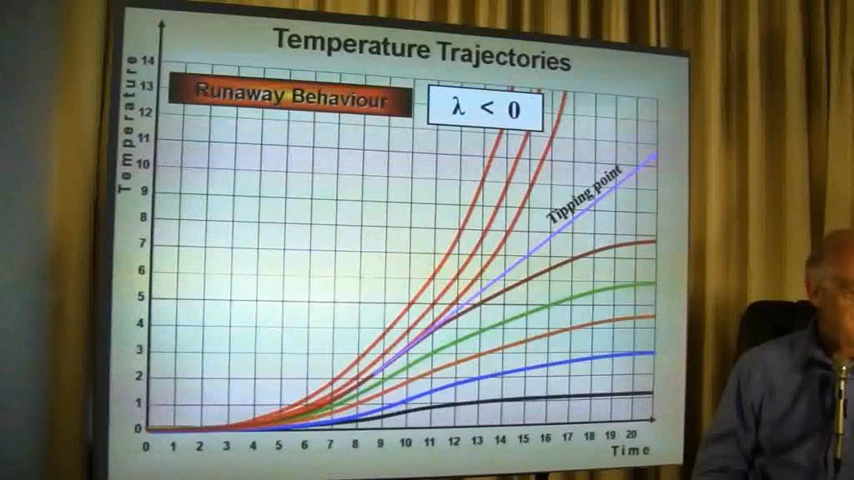 Temperature Trajectories
Runaway Behaviour
λ < 0
Tipping point
Temperature
14
13
12
11
10
9
8
7
6
5
4
3
2
1
0
0 1 2 3 4 5 6 7 8 9 10 11 12 13 14 15 16 17 18 19 20
Time